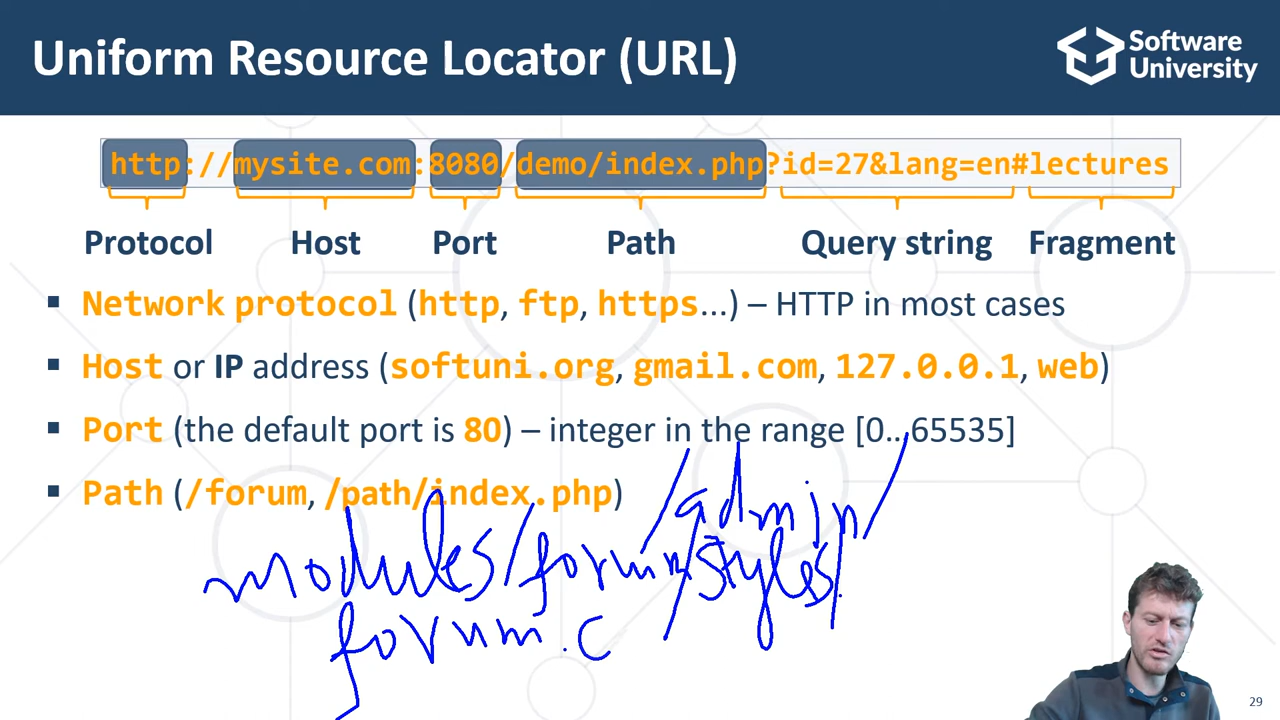 Uniform Resource Locator (URL)
Software
University
http://mysite.com:8080/demo/index.php?id=27&lang=en#lectures
Protocol Host Port Path Query string Fragment
▪ Network protocol (http, ftp, https...) – HTTP in most cases
▪ Host or IP address (softuni.org, gmail.com, 127.0.0.1, web)
▪ Port (the default port is 80) – integer in the range [0…65535]
▪ Path (/forum, /path/index.php)
/admin/
modules/forum/styles/
forum.c
29